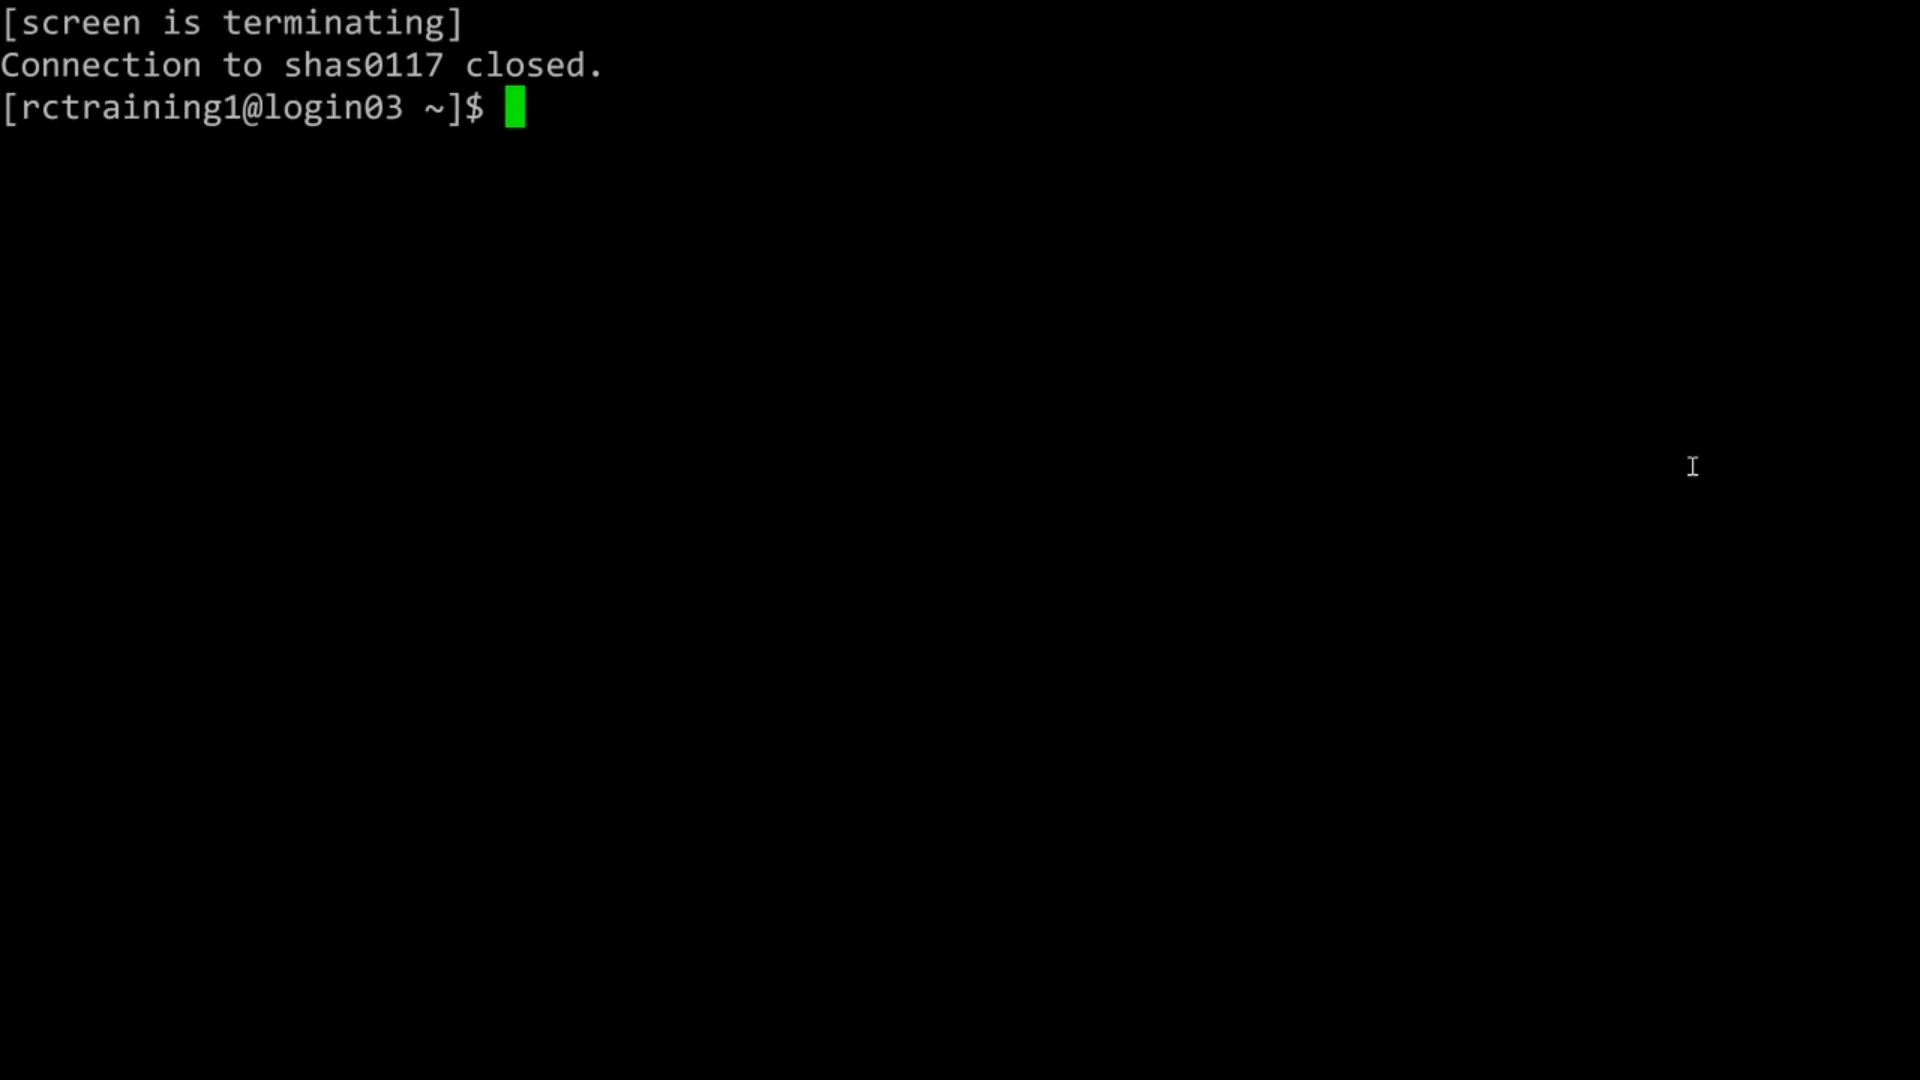 [screen is terminating]
Connection to shas0117 closed.
[rctraining1@login03 ~]$